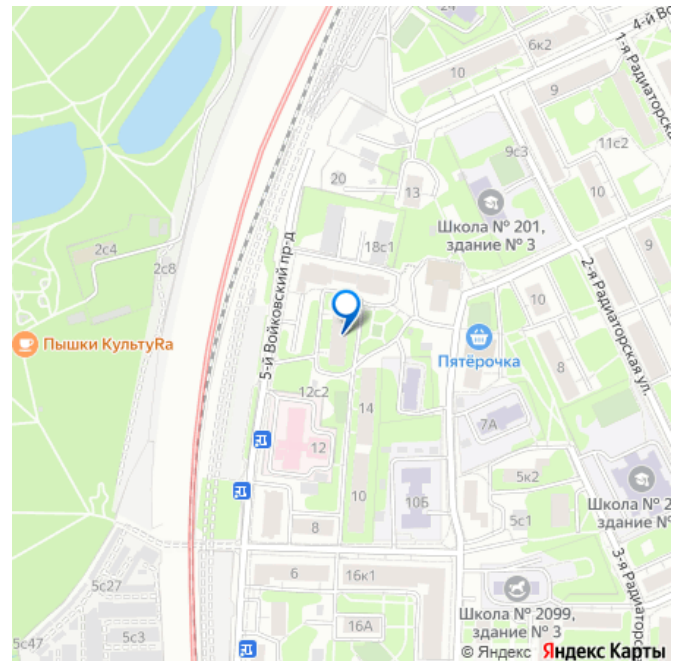 24
4-й Во
6к2
10
9
1-я Радиаторская
11с2
9с3
20
13
10
Школа № 201,
здание № 3
2с4
18с1
9
2с8
5-й Войковский пр-д
2-я Радиаторская ул.
10
Пышки КультуRa
Пятёрочка
8
12с2
14
7А
12
5к2
Школа № 2
здание №
10
10Б
5с1
8
3-я Радиаторска
5с27
6
16к1
Школа № 2099,
здание № 3
5с47
5с3
16А
© Яндекс Яндекс Карты